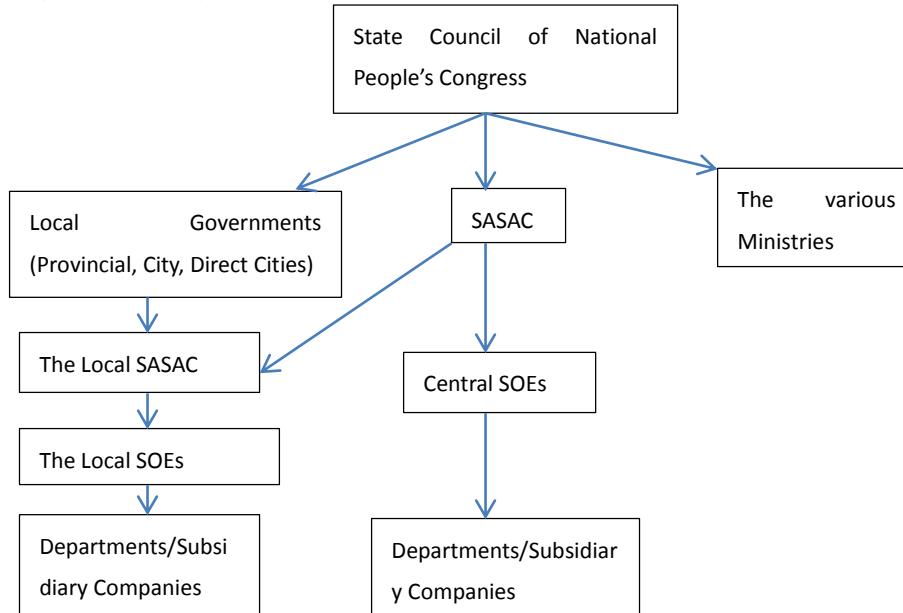 State Council of National
People's Congress
Local Governments
(Provincial, City, Direct Cities)
SASAC
The various
Ministries
The Local SASAC
Central SOEs
The Local SOEs
Departments/Subsi
diary Companies
Departments/Subsidiar
y Companies